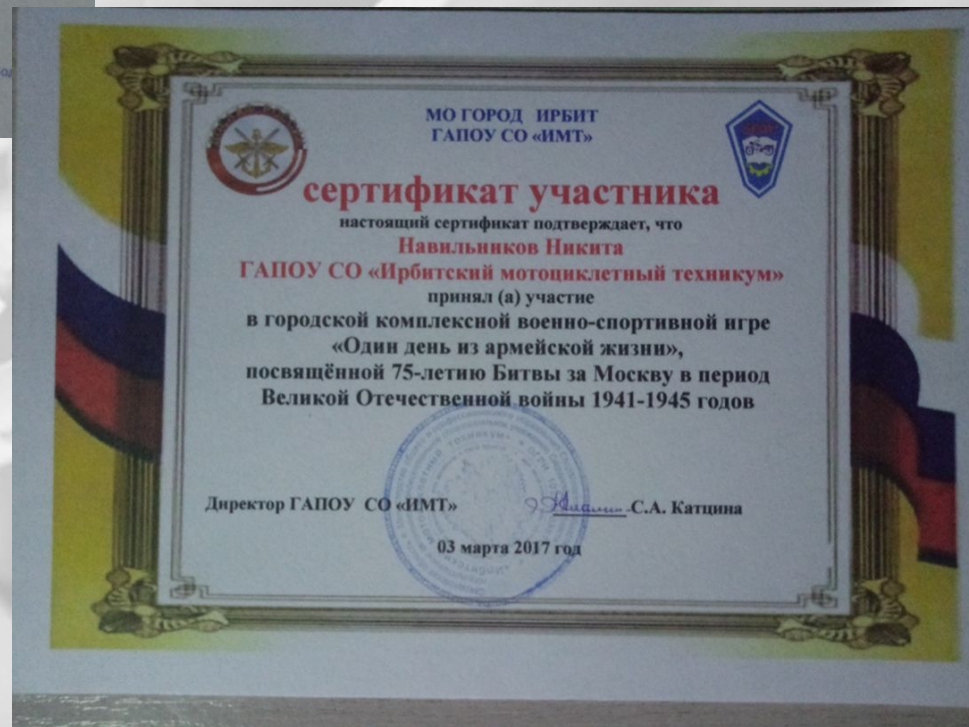 МО ГОРОД ИРБИТ
ГАПОУ СО «ИМТ»
сертификат участника
настоящий сертификат подтверждает, что
Навильников Никита
ГАПОУ СО «Ирбитский мотоциклетный техникум»
принял (а) участие
в городской комплексной военно-спортивной игре
«Один день из армейской жизни»,
посвящённой 75-летию Битвы за Москву в период
Великой Отечественной войны 1941-1945 годов
Директор ГАПОУ СО «ИМТ» С.А. Катцина
03 марта 2017 год